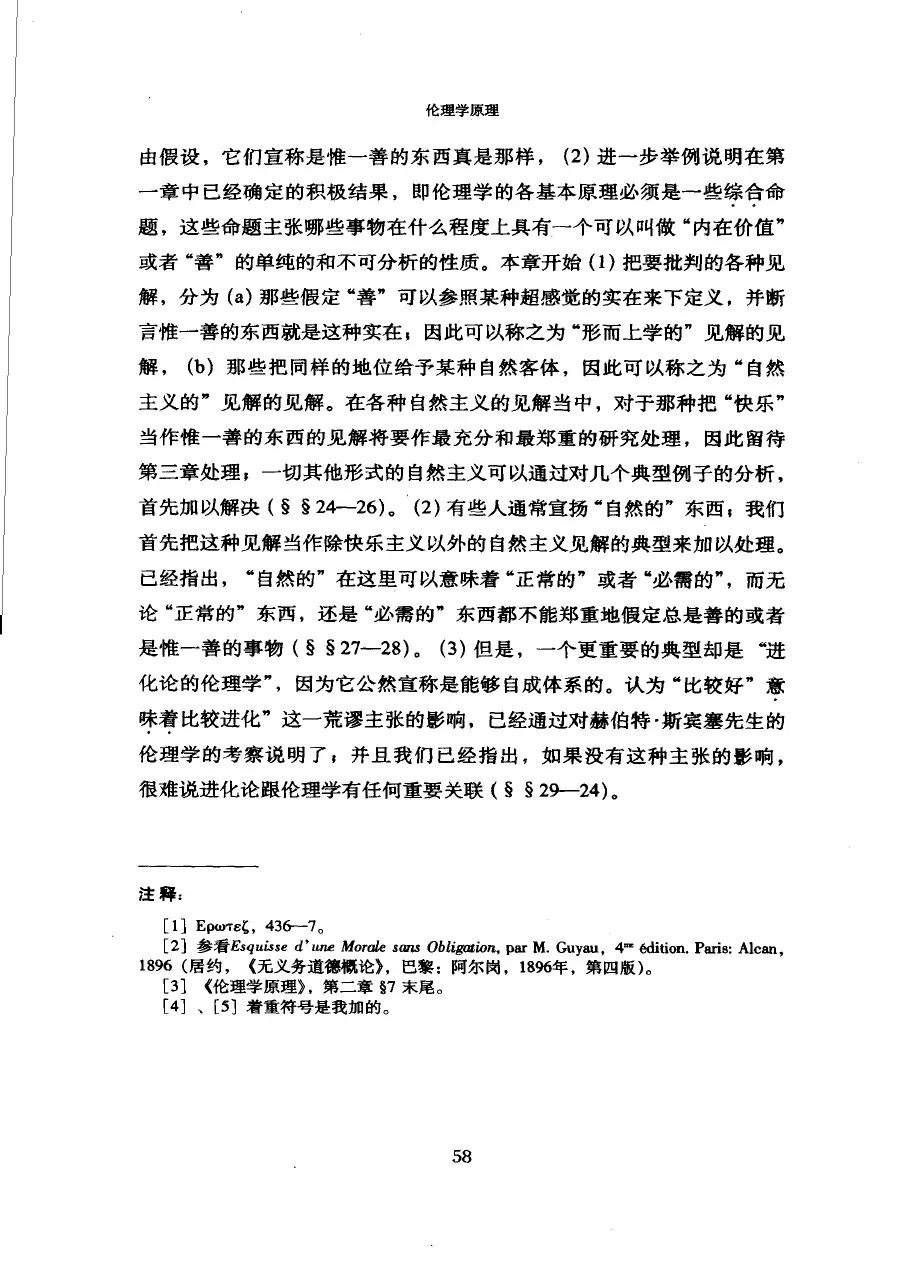 伦理学原理
由假设，它们宣称是惟一善的东西真是那样，（2）进一步举例说明在第
一章中已经确定的积极结果，即伦理学的各基本原理必须是一些综合命
题，这些命题主张哪些事物在什么程度上具有一个可以叫做“内在价值”
或者“善”的单纯的和不可分析的性质。本章开始（1）把要批判的各种见
解，分为（a）那些假定“善”可以参照某种超感觉的实在来下定义，并断
言惟一善的东西就是这种实在；因此可以称之为“形而上学的”见解的见
解，（b）那些把同样的地位给予某种自然客体，因此可以称之为“自然
主义的”见解的见解。在各种自然主义的见解当中，对于那种把“快乐”
当作惟一善的东西的见解将要作最充分和最郑重的研究处理，因此留待
第三章处理；一切其他形式的自然主义可以通过对几个典型例子的分析，
首先加以解决（§§24—26）。（2）有些人通常宣扬“自然的”东西；我们
首先把这种见解当作除快乐主义以外的自然主义见解的典型来加以处理。
已经指出，“自然的”在这里可以意味着“正常的”或者“必需的”，而无
论“正常的”东西，还是“必需的”东西都不能郑重地假定总是善的或者
是惟一善的事物（§§27—28）。（3）但是，一个更重要的典型却是“进
化论的伦理学”，因为它公然宣称是能够自成体系的。认为“比较好”意
味着比较进化”这一荒谬主张的影响，已经通过对赫伯特·斯宾塞先生的
伦理学的考察说明了；并且我们已经指出，如果没有这种主张的影响，
很难说进化论跟伦理学有任何重要关联（§§29—24）。
注释：
［1］Ερωτεζ，436—7。
［2］参看Esquisse d'une Morale sans Obligation, par M. Guyau，4ᵐᵉ édition. Paris: Alcan，
1896（居约，《无义务道德概论》，巴黎：阿尔岗，1896年，第四版）。
［3］《伦理学原理》，第二章§7末尾。
［4］、［5］着重符号是我加的。
58